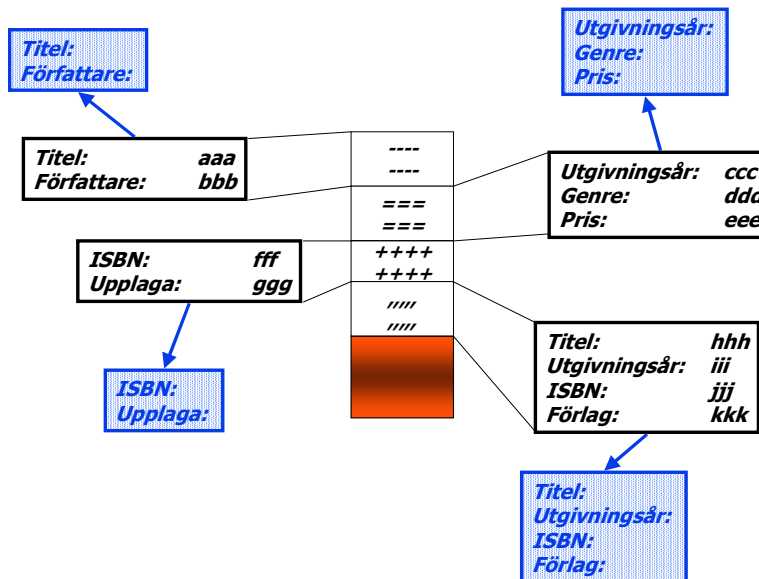 Titel:
Författare:
Utgivningsår:
Genre:
Pris:
Titel: aaa
Författare: bbb
----
----
Utgivningsår: ccc
Genre: ddd
Pris: eee
===
===
ISBN: fff
Upplaga: ggg
++++
++++
,,,,,
,,,,,
Titel: hhh
Utgivningsår: iii
ISBN: jjj
Förlag: kkk
ISBN:
Upplaga:
Titel:
Utgivningsår:
ISBN:
Förlag: